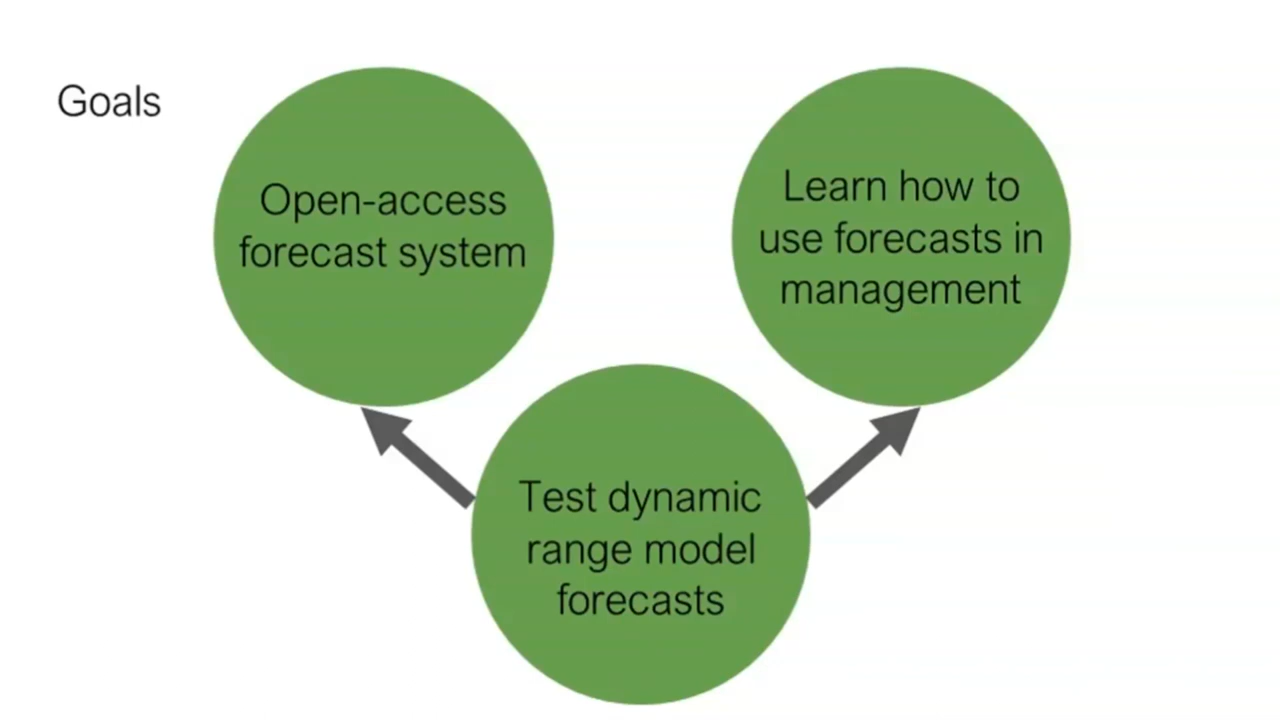 Goals
Open-access
forecast system
Learn how to
use forecasts in
management
Test dynamic
range model
forecasts